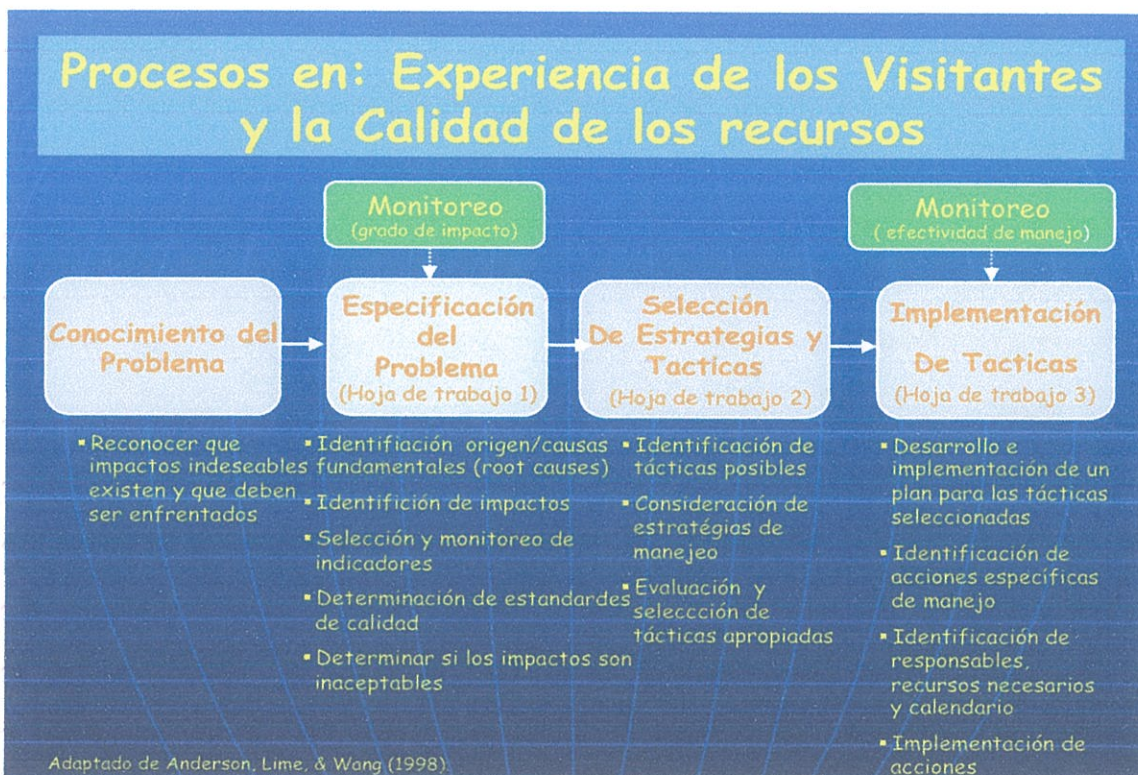 Procesos en: Experiencia de los Visitantes
y la Calidad de los recursos
Monitoreo
(grado de impacto)
Monitoreo
( efectividad de manejo)
Conocimiento del
Problema
Especificación
del
Problema
(Hoja de trabajo 1)
Selección
De Estrategias y
Tacticas
(Hoja de trabajo 2)
Implementación
De Tacticas
(Hoja de trabajo 3)
▪ Reconocer que
impactos indeseables
existen y que deben
ser enfrentados
▪ Identifiación origen/causas
fundamentales (root causes)
▪ Identifición de impactos
▪ Selección y monitoreo de
indicadores
▪ Determinación de estandardes
de calidad
▪ Determinar si los impactos son
inaceptables
▪ Identificación de
tácticas posibles
▪ Consideración de
estratégias de
manejeo
▪ Evaluación y
seleccción de
tácticas apropiadas
▪ Desarrollo e
implementación de un
plan para las tácticas
seleccionadas
▪ Identificación de
acciones específicas
de manejo
▪ Identificación de
responsables,
recursos necesarios
y calendario
▪ Implementación de
acciones
Adaptado de Anderson, Lime, & Wang (1998)